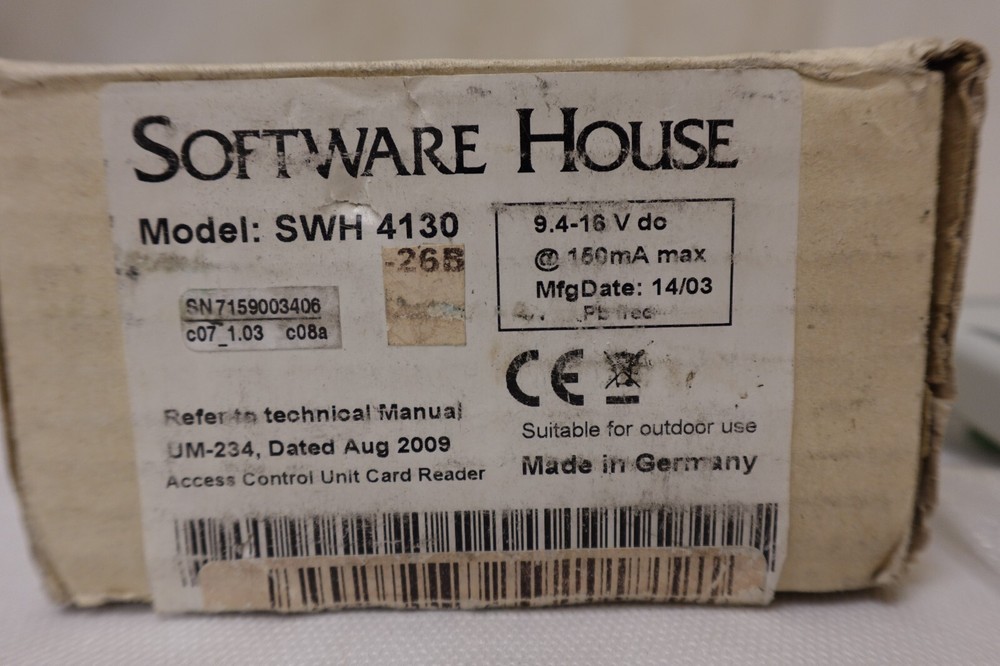 SOFTWARE HOUSE
Model: SWH 4130
-26B
9.4-16 V dc
@ 150mA max
MfgDate: 14/03
Pb free
SN7159003406
c07_1.03 c08a
Refer to technical Manual
UM-234, Dated Aug 2009
Access Control Unit Card Reader
CE
Suitable for outdoor use
Made in Germany